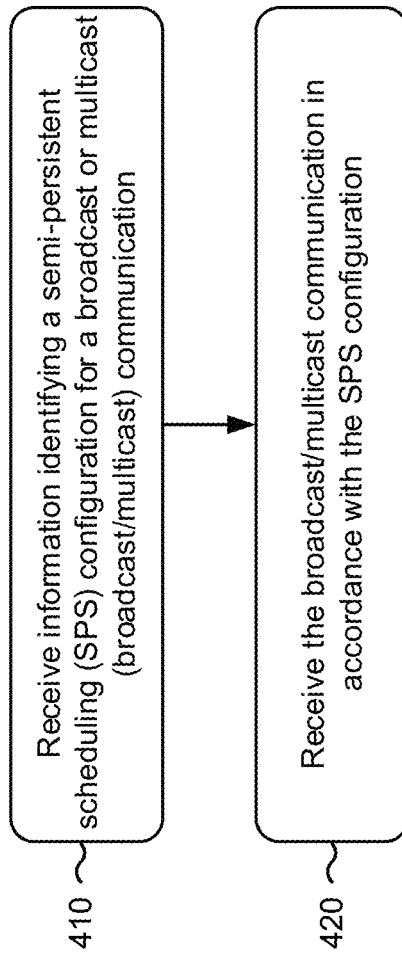 Receive information identifying a semi-persistent
scheduling (SPS) configuration for a broadcast or multicast
(broadcast/multicast) communication
410
Receive the broadcast/multicast communication in
accordance with the SPS configuration
420